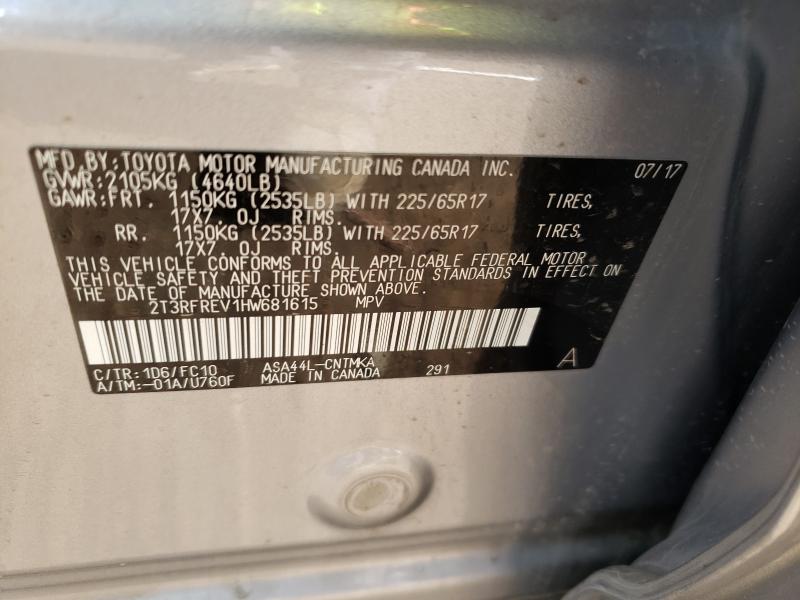 MFD.BY:TOYOTA MOTOR MANUFACTURING CANADA INC. 07/17
GVWR:2105KG (4640LB)
GAWR:FRT. 1150KG (2535LB) WITH 225/65R17 TIRES,
17X7 0J RIMS.
RR. 1150KG (2535LB) WITH 225/65R17 TIRES,
17X7 0J RIMS.
THIS VEHICLE CONFORMS TO ALL APPLICABLE FEDERAL MOTOR
VEHICLE SAFETY AND THEFT PREVENTION STANDARDS IN EFFECT ON
THE DATE OF MANUFACTURE SHOWN ABOVE.
2T3RFREV1HW681615 MPV
C/TR:1D6/FC10 ASA44L-CNTMKA 291 A
A/TM:-01A/U760F MADE IN CANADA